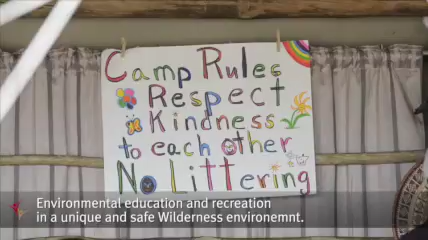 Camp Rules
Respect
Kindness
to each other
No Littering
Environmental education and recreation
in a unique and safe Wilderness environemnt.